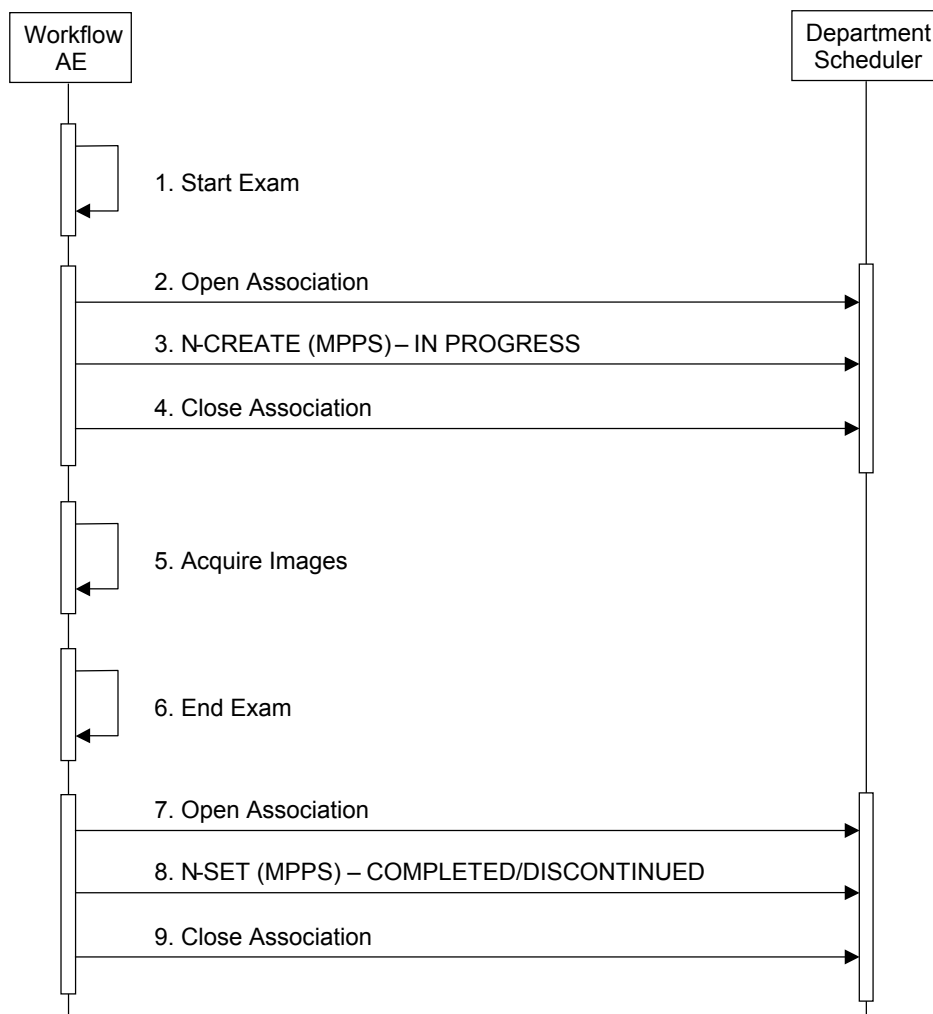 Workflow
AE
Department
Scheduler
1. Start Exam
2. Open Association
3. N-CREATE (MPPS) – IN PROGRESS
4. Close Association
5. Acquire Images
6. End Exam
7. Open Association
8. N-SET (MPPS) – COMPLETED/DISCONTINUED
9. Close Association